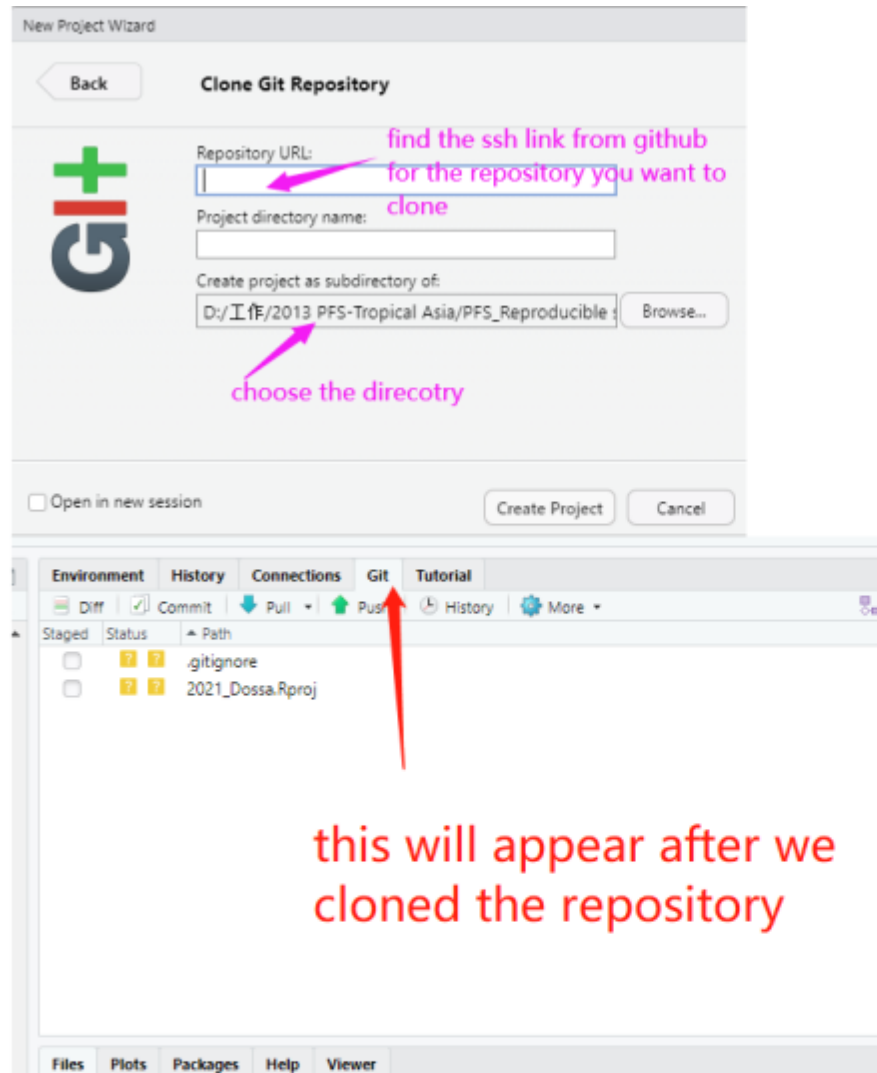 New Project Wizard
Back
Clone Git Repository
GIt
Repository URL:
find the ssh link from github
for the repository you want to
clone
Project directory name:
Create project as subdirectory of:
D:/工作/2013 PFS-Tropical Asia/PFS_Reproducible
Browse...
choose the direcotry
Open in new session
Create Project
Cancel
Environment History Connections Git Tutorial
Diff Commit Pull Push History More
Staged Status Path
.gitignore
2021_Dossa.Rproj
this will appear after we
cloned the repository
Files Plots Packages Help Viewer